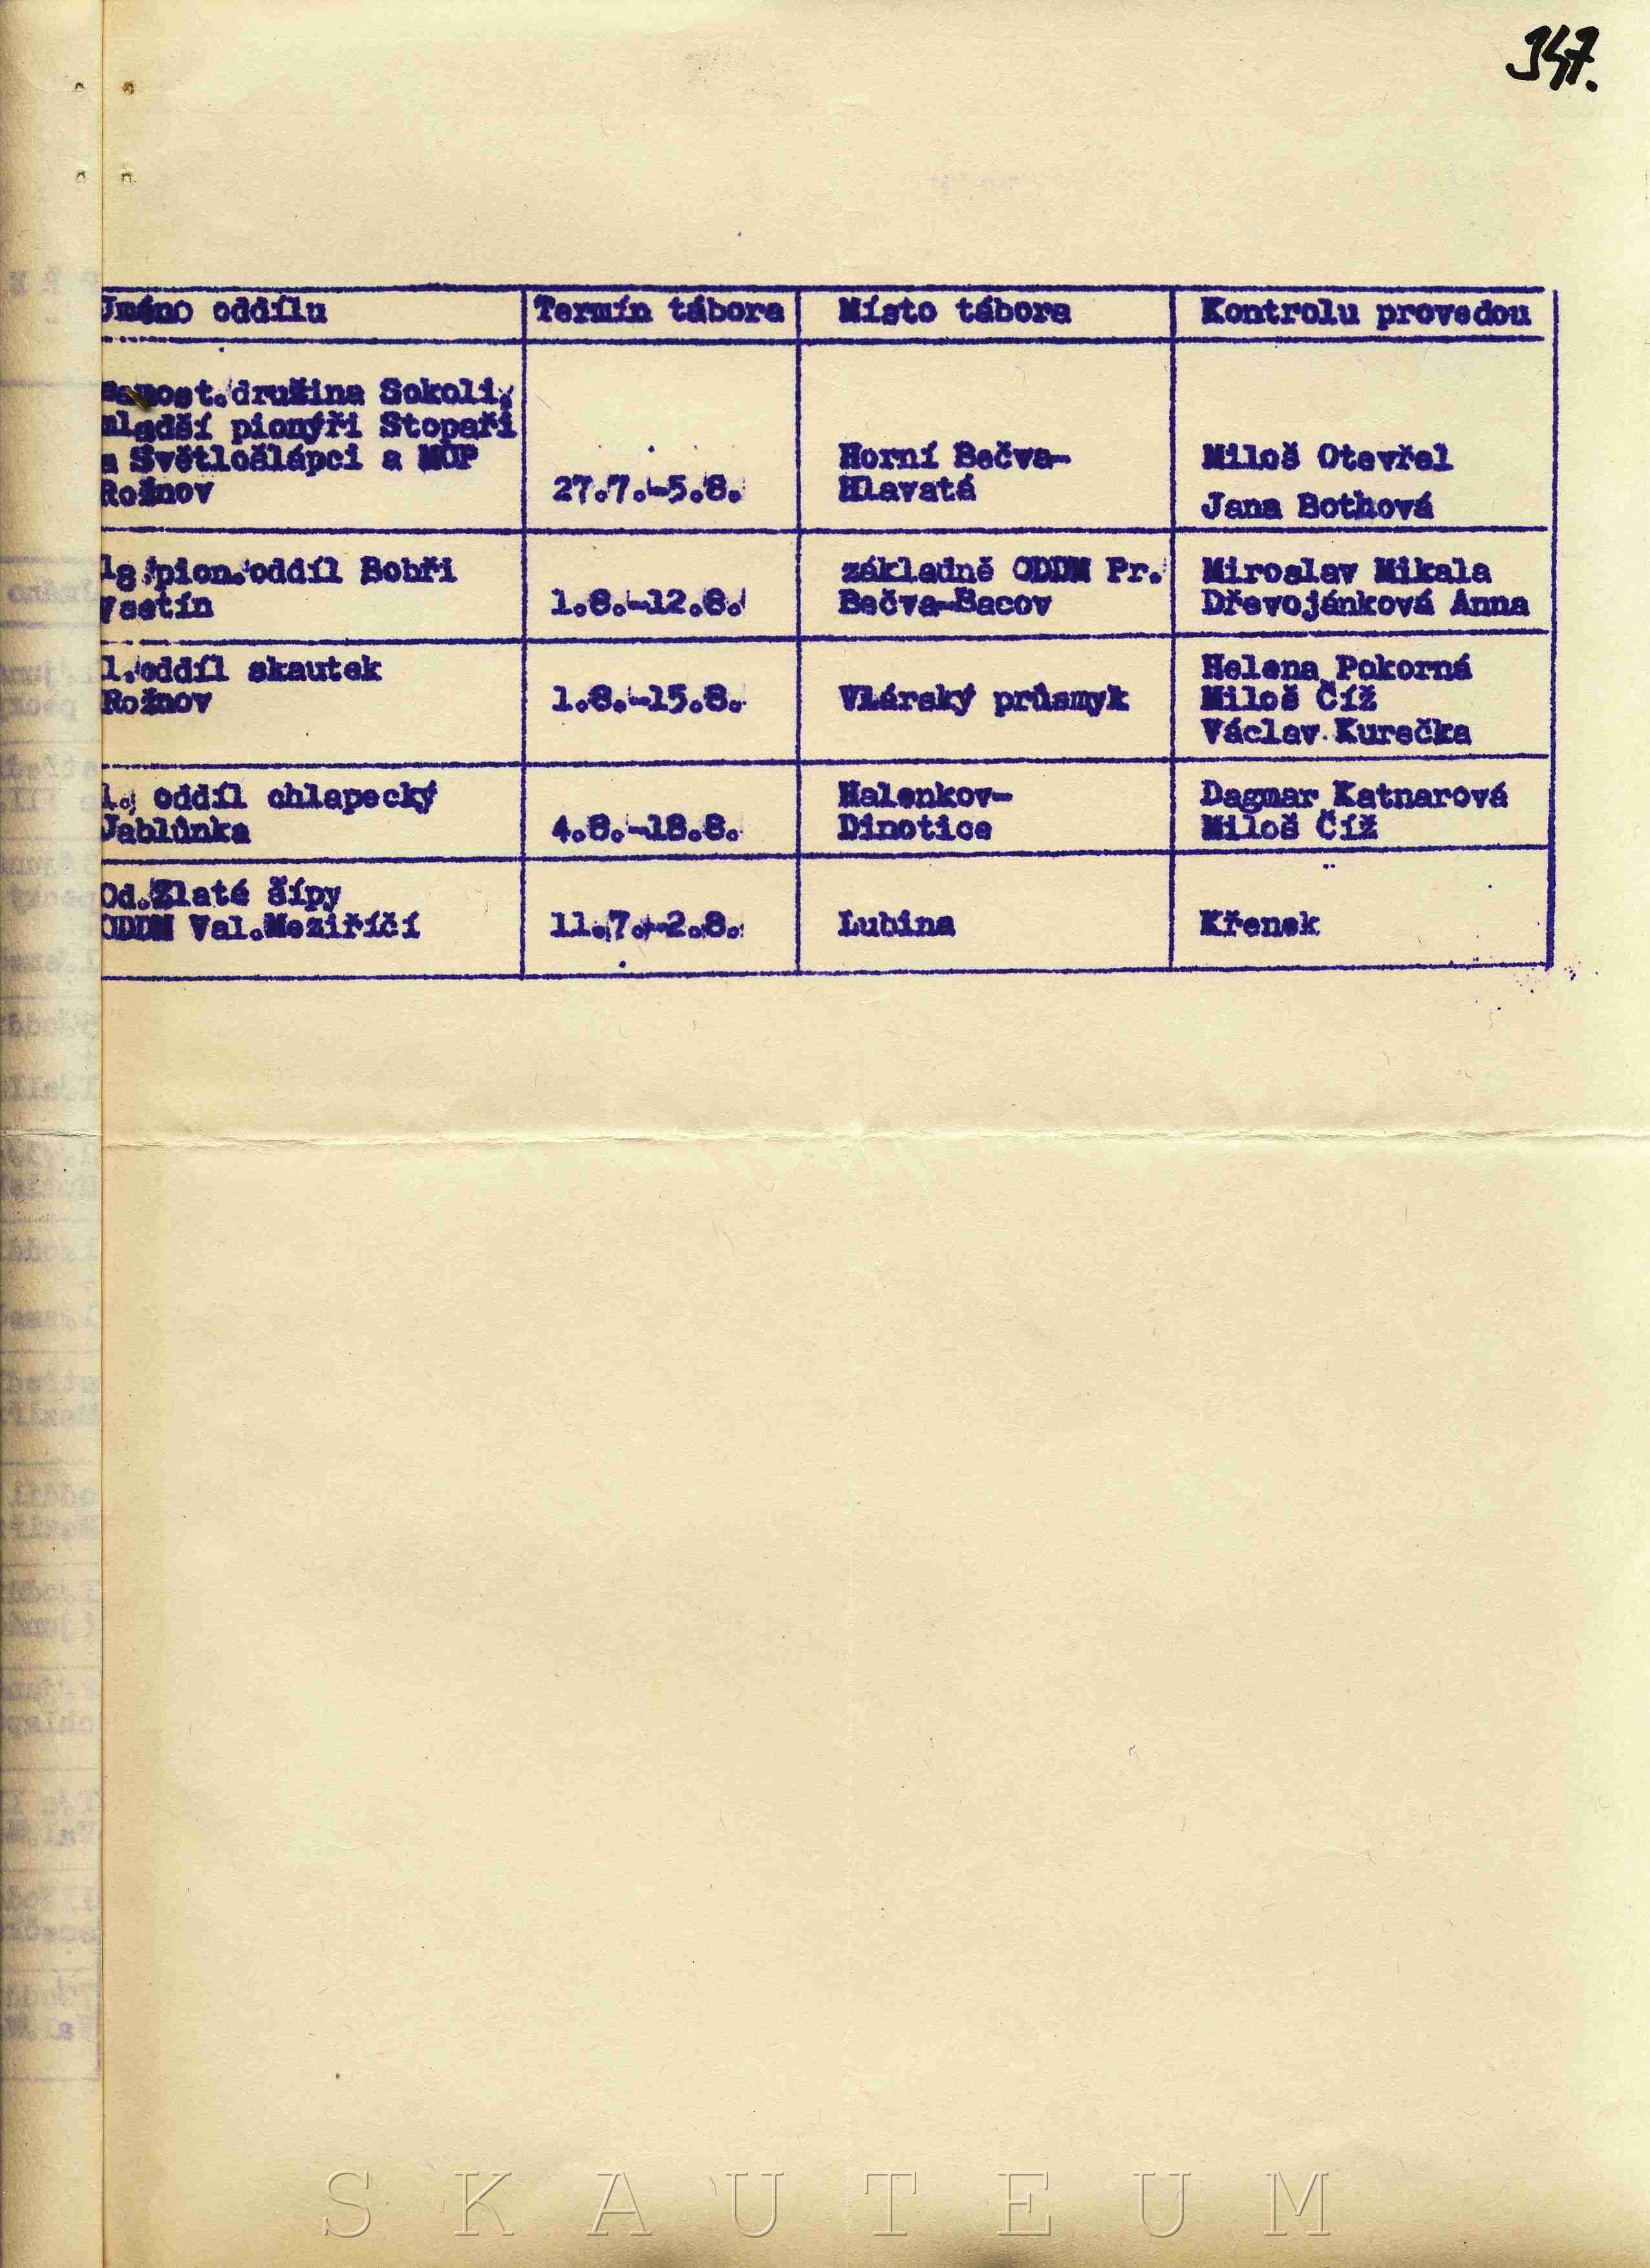 347.
Jméno oddílu Termín tábora Místo tábora Kontrolu provedou
samost.družina Sokoli,
mladší pionýři Stopaři
a Světlošlápci a MOP Horní Bečva- Miloš Otevřel
Rožnov 27.7.-5.8. Hlavatá
Jana Bothová
18.pion.oddíl Bobři základně ODDM Pr. Miroslav Mikala
Vsetín 1.8.-12.8. Bečva-Bacov Dřevojánková Anna
1.oddíl skautek Helena Pokorná
Rožnov 1.8.-15.8. Vlárský průsmyk Miloš Číž
Václav Kurečka
1. oddíl chlapecký Halenkov- Dagmar Katnarová
Jablůnka 4.8.-18.8. Dinotice Miloš Číž
Od.Zlaté šípy
ODDM Val.Meziříčí 11.7.-2.8. Lubina Křenek
SKAUTEUM